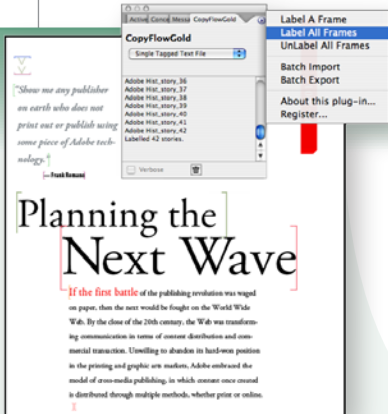 Active Conce Messa CopyFlowGold
CopyFlowGold
Single Tagged Text File
Adobe Hist_story_36
Adobe Hist_story_37
Adobe Hist_story_38
Adobe Hist_story_39
Adobe Hist_story_40
Adobe Hist_story_41
Adobe Hist_story_42
Labelled 42 stories.
Verbose
Label A Frame
Label All Frames
UnLabel All Frames
Batch Import
Batch Export
About this plug-in...
Register...
"Show me any publisher
on earth who does not
print out or publish using
some piece of Adobe tech-
nology."
—Frank Romano
Planning the
Next Wave
If the first battle of the publishing revolution was waged
on paper, then the next would be fought on the World Wide
Web. By the close of the 20th century, the Web was transform-
ing communication in terms of content distribution and com-
mercial transaction. Unwilling to abandon its hard-won position
in the printing and graphic arts markets, Adobe embraced the
model of cross-media publishing, in which content once created
is distributed through multiple methods, whether print or online.